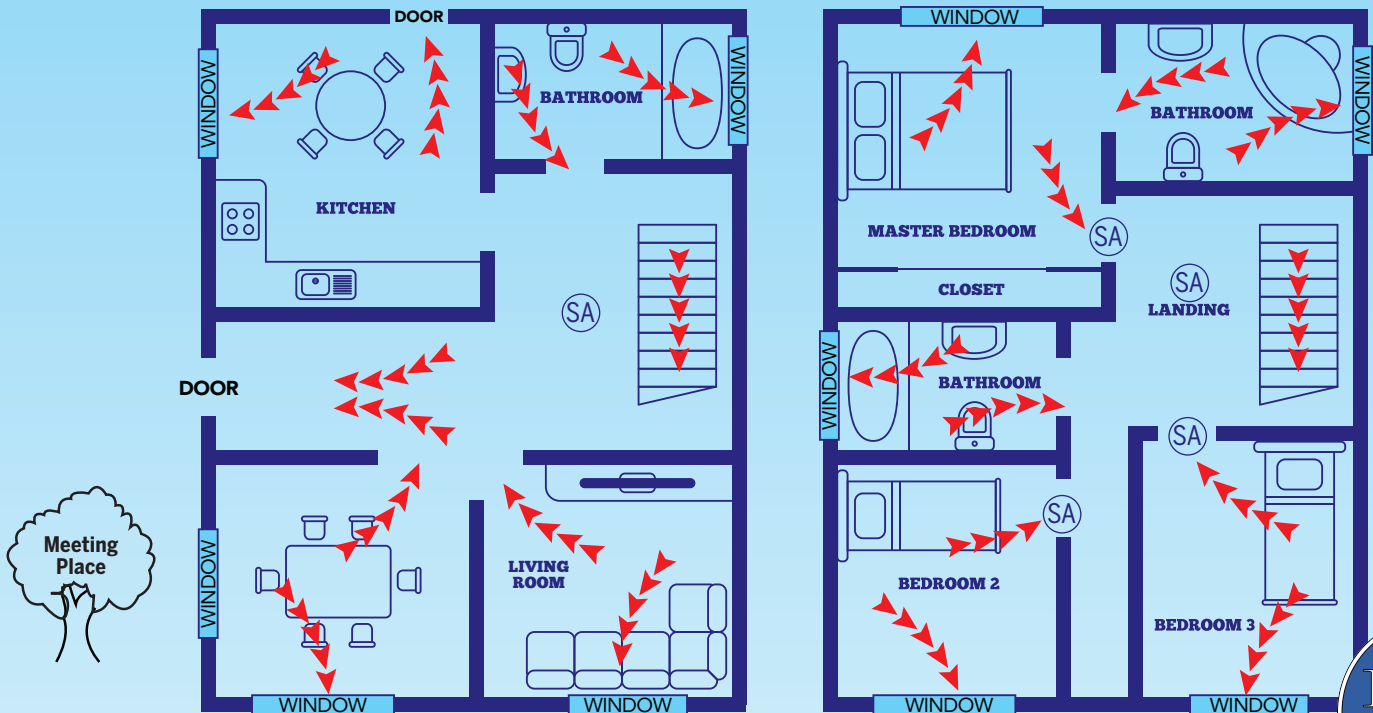 DOOR
WINDOW
WINDOW
BATHROOM
KITCHEN
SA
DOOR
Meeting
Place
WINDOW
LIVING
ROOM
WINDOW
WINDOW
WINDOW
WINDOW
BATHROOM
MASTER BEDROOM
SA
CLOSET
SA
LANDING
WINDOW
BATHROOM
SA
SA
BEDROOM 2
BEDROOM 3
WINDOW
WINDOW